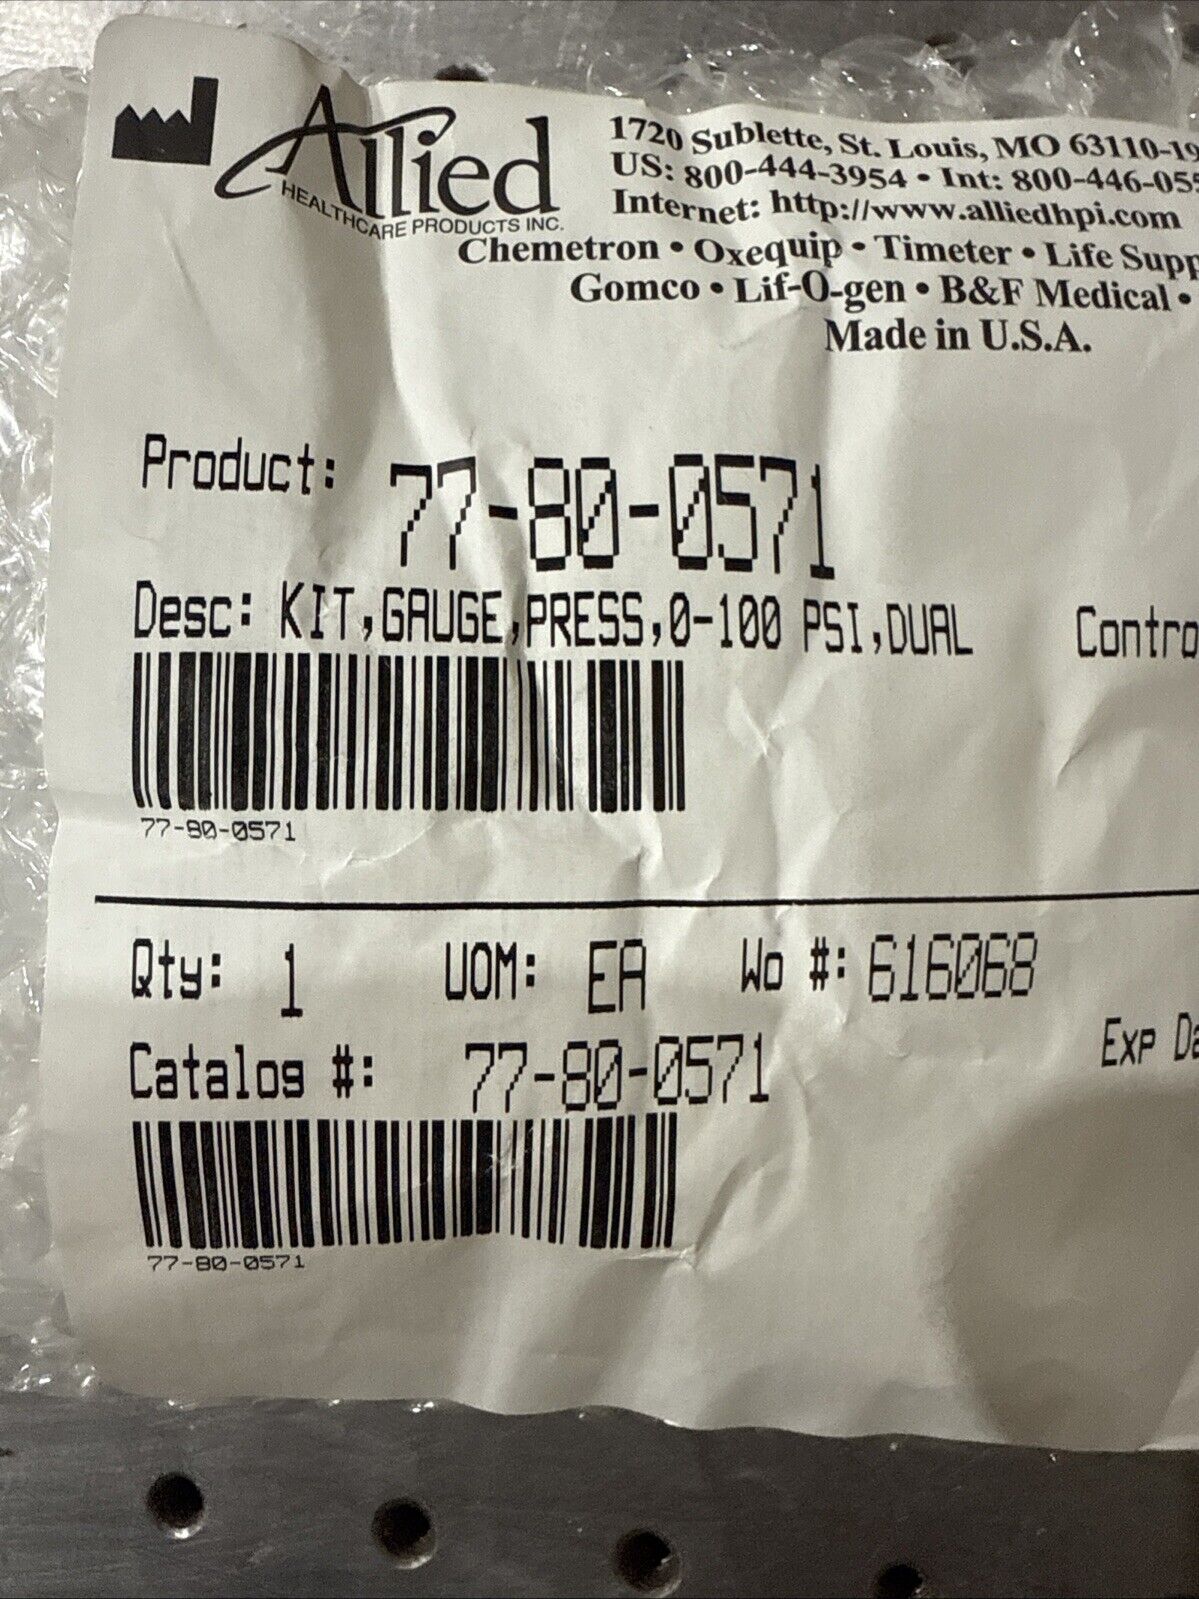 Allied
HEALTHCARE PRODUCTS INC.
1720 Sublette, St. Louis, MO 63110-19
US: 800-444-3954 • Int: 800-446-055
Internet: http://www.alliedhpi.com
Chemetron • Oxequip • Timeter • Life Supp
Gomco • Lif-O-gen • B&F Medical •
Made in U.S.A.
Product: 77-80-0571
Desc: KIT,GAUGE,PRESS,0-100 PSI,DUAL Contro
77-80-0571
Qty: 1 UOM: EA Wo #: 616068
Exp Da
Catalog #: 77-80-0571
77-80-0571